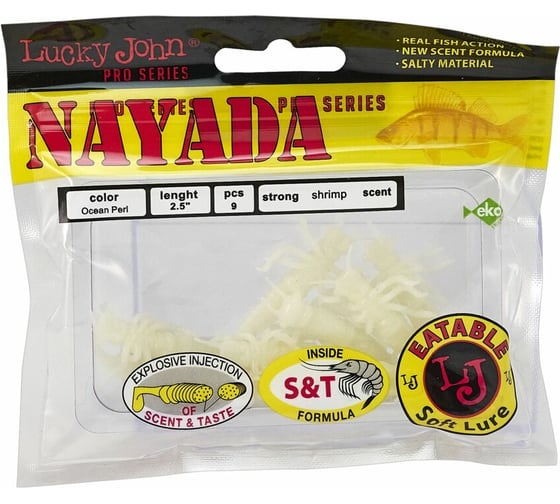 Lucky John®
PRO SERIES
• REAL FISH ACTION
• NEW SCENT FORMULA
• SALTY MATERIAL
PRO SERIES
NAYADA
color
Ocean Perl
lenght
2.5"
pcs
9
strong shrimp scent
eko
EXPLOSIVE INJECTION
OF
SCENT & TASTE
INSIDE
S&T
FORMULA
EATABLE
LJ LJ LJ
Soft Lure